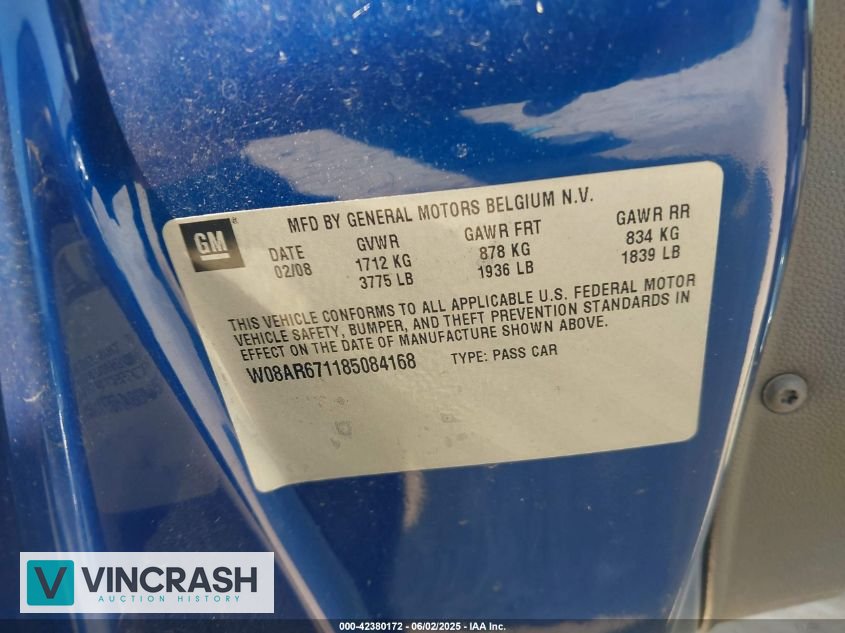 GM
MFD BY GENERAL MOTORS BELGIUM N.V.
DATE GVWR GAWR FRT GAWR RR
02/08 1712 KG 878 KG 834 KG
3775 LB 1936 LB 1839 LB
THIS VEHICLE CONFORMS TO ALL APPLICABLE U.S. FEDERAL MOTOR
VEHICLE SAFETY, BUMPER, AND THEFT PREVENTION STANDARDS IN
EFFECT ON THE DATE OF MANUFACTURE SHOWN ABOVE.
W08AR671185084168 TYPE: PASS CAR
V VINCRASH
AUCTION HISTORY
000-42380172 - 06/02/2025 - IAA Inc.